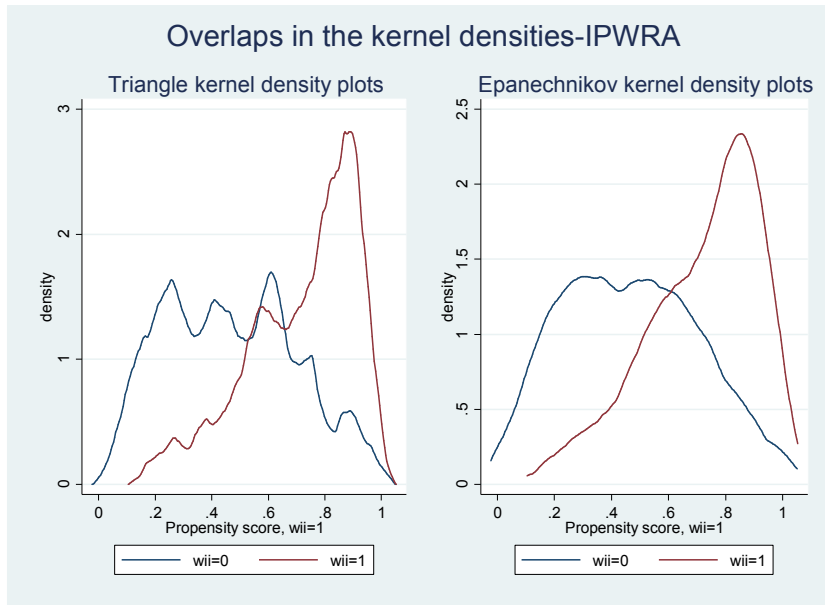 Overlaps in the kernel densities-IPWRA
Triangle kernel density plots
3
2
1
0
density
0 .2 .4 .6 .8 1
Propensity score, wii=1
wii=0 wii=1
Epanechnikov kernel density plots
2.5
2
1.5
1
.5
0
density
0 .2 .4 .6 .8 1
Propensity score, wii=1
wii=0 wii=1